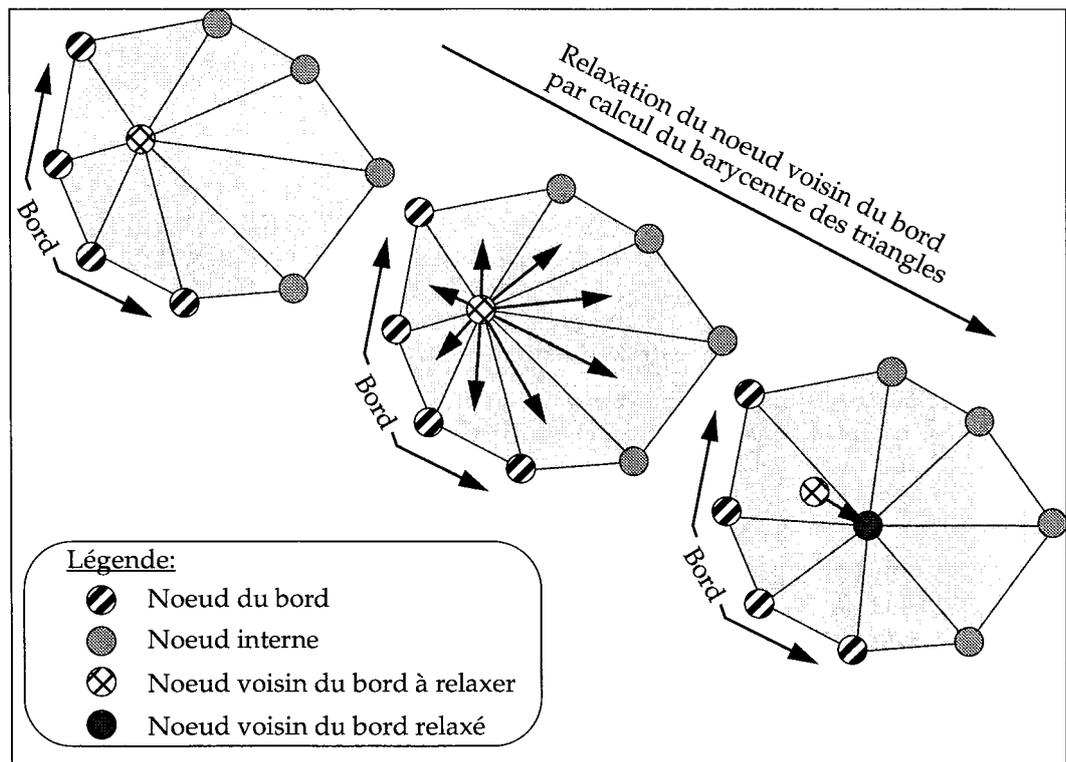 Relaxation du noeud voisin du bord
par calcul du barycentre des triangles
Bord
Bord
Bord
Légende:
Noeud du bord
Noeud interne
Noeud voisin du bord à relaxer
Noeud voisin du bord relaxé